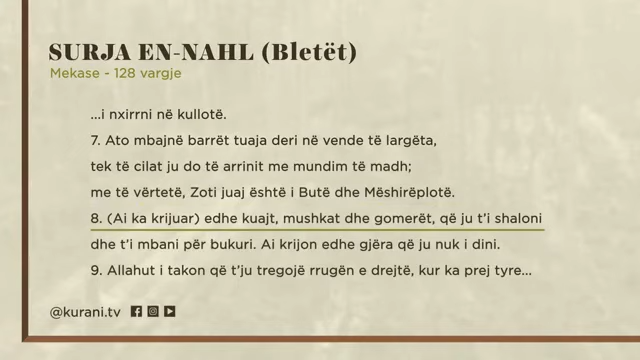 SURJA EN-NAHL (Bletët)
Mekase - 128 vargje
...i nxirrni në kullotë.
7. Ato mbajnë barrët tuaja deri në vende të largëta,
tek të cilat ju do të arrinit me mundim të madh;
me të vërtetë, Zoti juaj është i Butë dhe Mëshirëplotë.
8. (Ai ka krijuar) edhe kuajt, mushkat dhe gomerët, që ju t’i shaloni
dhe t’i mbani për bukuri. Ai krijon edhe gjëra që ju nuk i dini.
9. Allahut i takon që t’ju tregojë rrugën e drejtë, kur ka prej tyre...
@kurani.tv